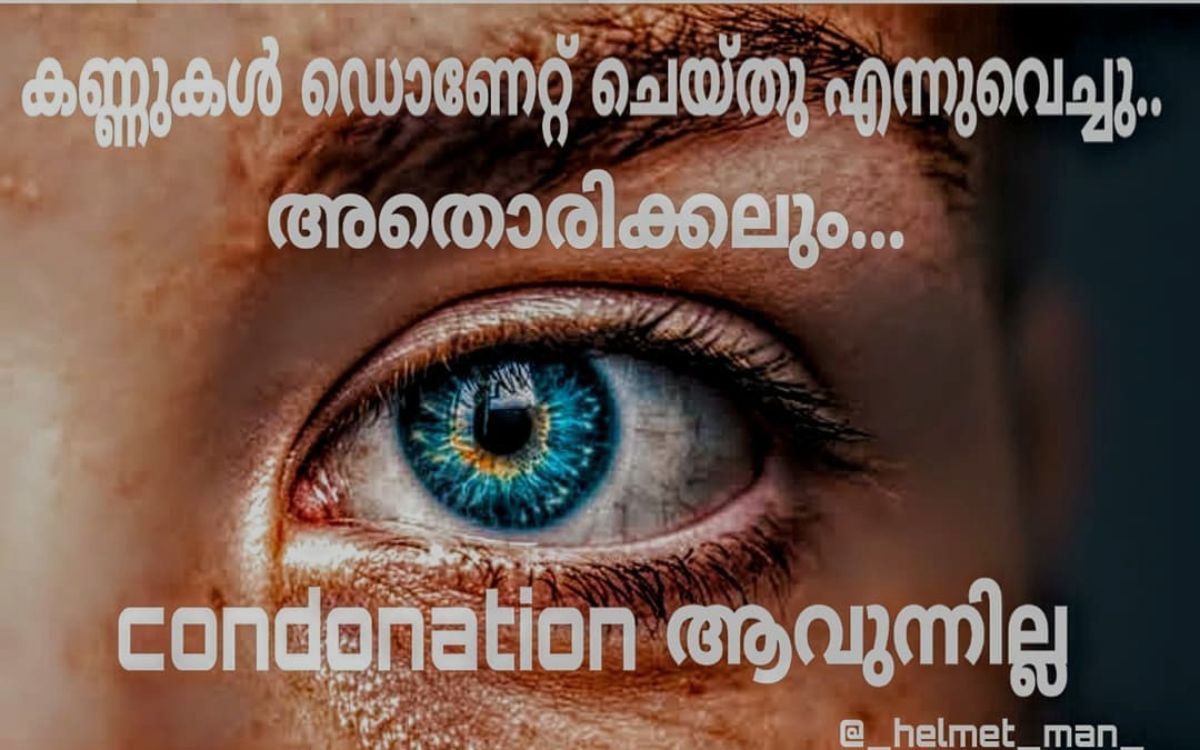 കണ്ണുകൾ ഡൊണേറ്റ് ചെയ്തു എന്നുവെച്ചു..
അതൊരിക്കലും...
condonation ആവുന്നില്ല
@_helmet_man_